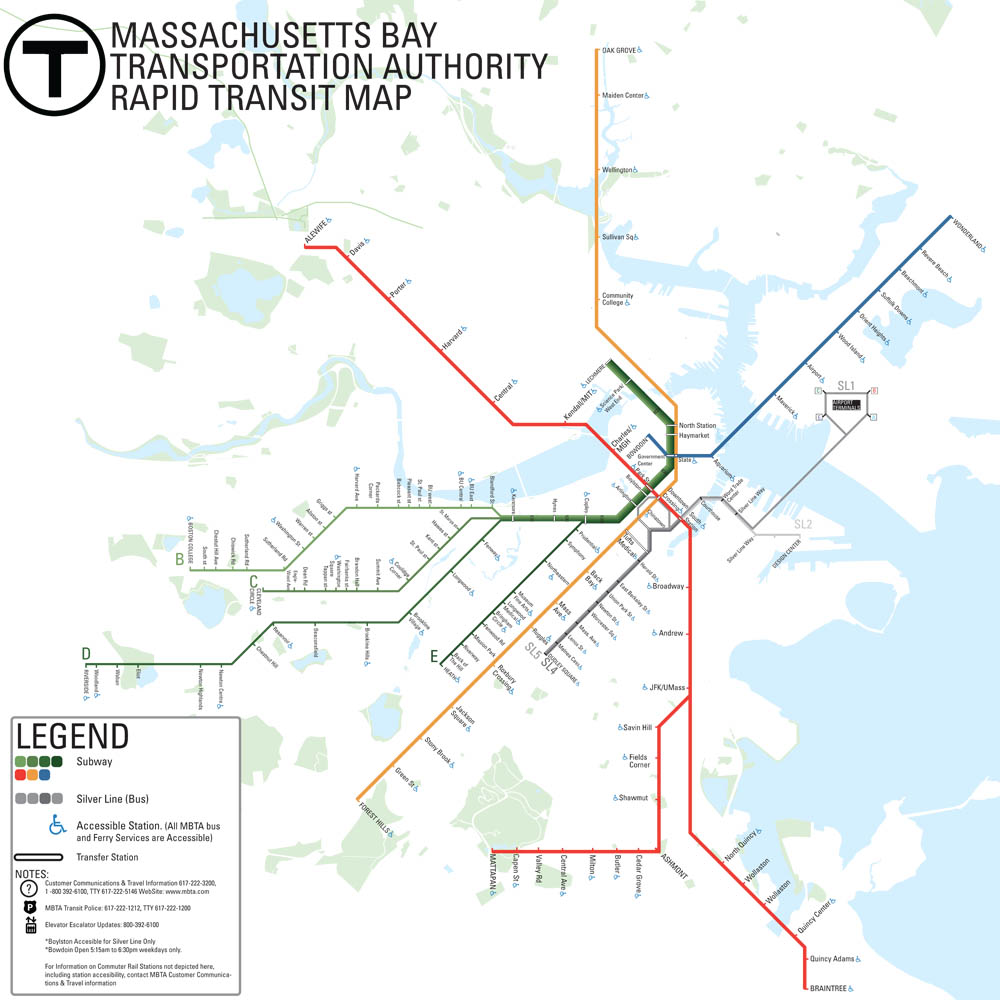 T
MASSACHUSETTS BAY
TRANSPORTATION AUTHORITY
RAPID TRANSIT MAP
OAK GROVE
Maiden Conter
Wellington
Sullivan Sq
Community
College
ALEWIFE
Davis
Porter
Harvard
Central
Kendall/MIT
Charles/
MGH
LECHMERE
Science Park
West End
BOWDOIN
North Station
Haymarket
Government
Center
State
Park
Aquarium
WONDERLAND
Revere Beach
Beachmont
Suffolk Downs
Orient Heights
Wood Island
Airport
Maverick
SL1
AIRPORT
TERMINALS
World Trade
Center
Courthouse
Silver Line Way
Silver Line Way
SL2
DESIGN CENTER
South
Station
Downtown
Crossing
Boylston
Arlington
Copley
Hynes
Kenmore
Blandford St
BU East
BU Central
BU west
St. Paul st
Pleasant st
Babcock st
Packards
Corner
Harvard Ave
Griggs st
Allston st
Warren st
Washington St
Sutherland Rd
Sutherland Rd
Chiswick Rd
Chestnut Hill Ave
South st
BOSTON COLLEGE
B
St. Marys st
Hawes st
Kent st
St. Paul st
Coolidge
Corner
Summit Ave
Brandon Hall
Fairbanks st
Washington
Square
Tappan st
Dean Rd
Engle-
wood Ave
CLEVELAND
CIRCLE
C
Fenway
Longwood
Brookline
Village
Brookline Hills
Beaconsfield
Reservoir
Chestnut Hill
Newton Centre
Newton Highlands
Eliot
Waban
Woodland
RIVERSIDE
D
Prudential
Symphony
Northeastern
Museum
Fine Arts
Longwood
Medical
Brigham
Circle
Fenwood Rd
Mission Park
Riverway
Back of
The Hill
HEATH
E
Chinatown
Tufts
Medical
Back
Bay
Mass
Ave
Ruggles
Roxbury
Crossing
Jackson
Square
Stony Brook
Green St
FOREST HILLS
Herald St
East Berkeley St
Union Park St
Newton St
Worcester Sq
Mass. Ave
Lenox St
Melnea Cass
DUDLEY SQUARE
SL5
SL4
Broadway
Andrew
JFK/UMass
Savin Hill
Fields
Corner
Shawmut
ASHMONT
Cedar Grove
Butler
Milton
Central Ave
Valley Rd
Capen St
MATTAPAN
North Quincy
Wollaston
Wollaston
Quincy Center
Quincy Adams
BRAINTREE
LEGEND
Subway
Silver Line (Bus)
Accessible Station. (All MBTA bus
and Ferry Services are Accessible)
Transfer Station
NOTES:
Customer Communications & Travel Information 617-222-3200,
1 - 800 392-6100, TTY 617-222-5146 WebSite: www.mbta.com
MBTA Transit Police: 617-222-1212, TTY 617-222-1200
Elevator Escalator Updates: 800-392-6100
*Boylston Accesible for Silver Line Only
*Bowdoin Open 5:15am to 6:30pm weekdays only.
For Information on Commuter Rail Stations not depicted here,
including station accesibility, contact MBTA Customer Communica-
tions & Travel information